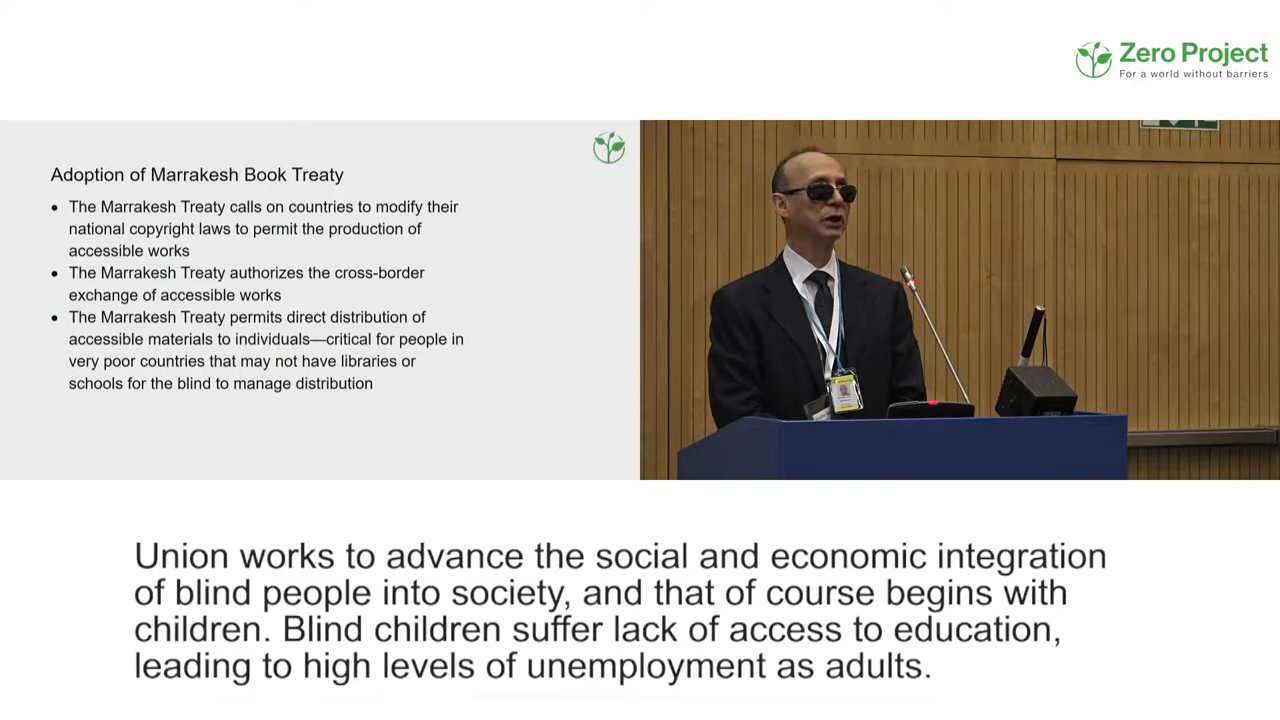 Zero Project
For a world without barriers
Adoption of Marrakesh Book Treaty
• The Marrakesh Treaty calls on countries to modify their
national copyright laws to permit the production of
accessible works
• The Marrakesh Treaty authorizes the cross-border
exchange of accessible works
• The Marrakesh Treaty permits direct distribution of
accessible materials to individuals—critical for people in
very poor countries that may not have libraries or
schools for the blind to manage distribution
Union works to advance the social and economic integration
of blind people into society, and that of course begins with
children. Blind children suffer lack of access to education,
leading to high levels of unemployment as adults.